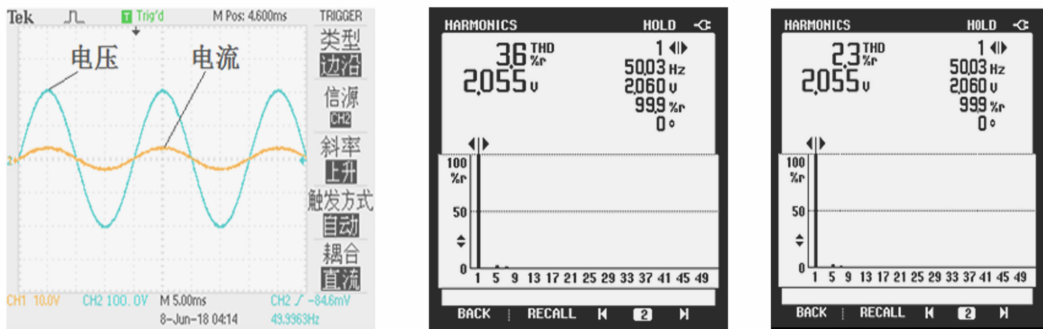 Tek Trig'd M Pos: 4.600ms TRIGGER
类型
边沿
信源
CH2
斜率
上升
触发方式
自动
耦合
直流
电压 电流
2
CH1 10.0V CH2 100.0V M 5.00ms CH2 / -84.6mV
8-Jun-18 04:14 49.9963Hz
HARMONICS HOLD
3.6 THD %r 1
50.03 Hz
2.055 V 2.060 V
99.9 %r
0°
100
%r
50
0
1 5 9 13 17 21 25 29 33 37 41 45 49
BACK RECALL 2
HARMONICS HOLD
2.3 THD %r 1
50.03 Hz
2.055 V 2.060 V
99.9 %r
0°
100
%r
50
0
1 5 9 13 17 21 25 29 33 37 41 45 49
BACK RECALL 2